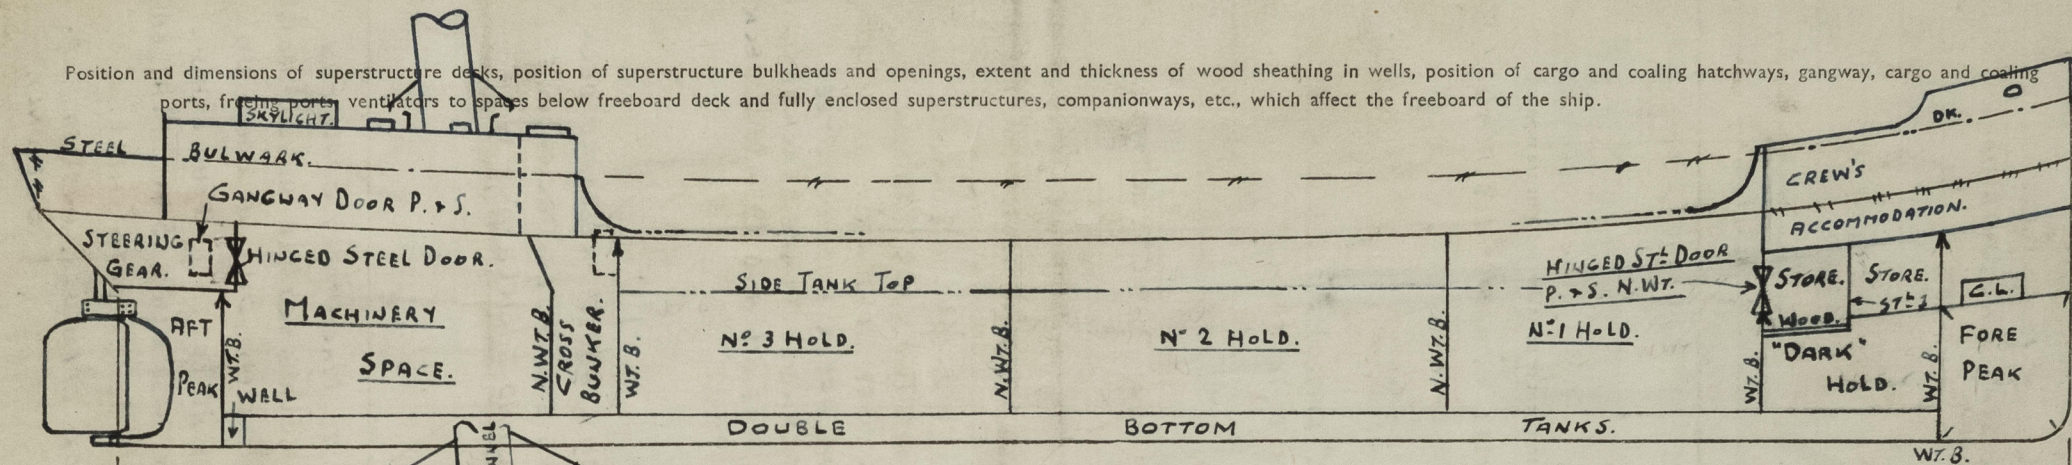 Position and dimensions of superstructure decks, position of superstructure bulkheads and openings, extent and thickness of wood sheathing in wells, position of cargo and coaling hatchways, gangway, cargo and coaling
ports, freeing ports, ventilators to spaces below freeboard deck and fully enclosed superstructures, companionways, etc., which affect the freeboard of the ship.
SKYLIGHT.
DK.
STEEL
BULWARK.
CREW'S
ACCOMMODATION.
GANGWAY DOOR P. & S.
STEERING
GEAR.
HINGED STEEL DOOR.
SIDE TANK TOP
HINGED STL DOOR
P. & S. N.WT.
STORE.
STORE.
C.L.
WOOD.
MACHINERY
SPACE.
AFT
PEAK
WT.B.
WELL
N.WT.B.
CROSS
BUNKER.
WT.B.
No 3 HOLD.
N.WT.B.
No 2 HOLD.
N.WT.B.
No 1 HOLD.
WT.B.
"DARK"
HOLD.
WT.B.
FORE
PEAK
DOUBLE BOTTOM TANKS.
WT.B.